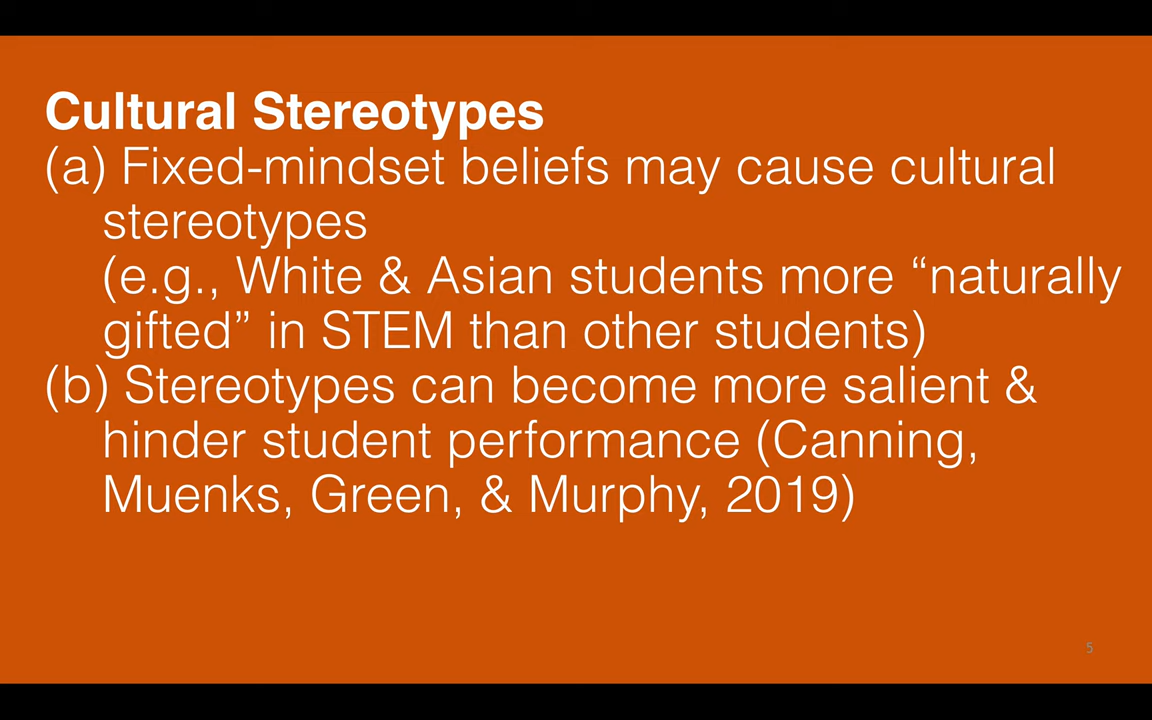 Cultural Stereotypes
(a) Fixed-mindset beliefs may cause cultural
stereotypes
(e.g., White & Asian students more “naturally
gifted” in STEM than other students)
(b) Stereotypes can become more salient &
hinder student performance (Canning,
Muenks, Green, & Murphy, 2019)
5